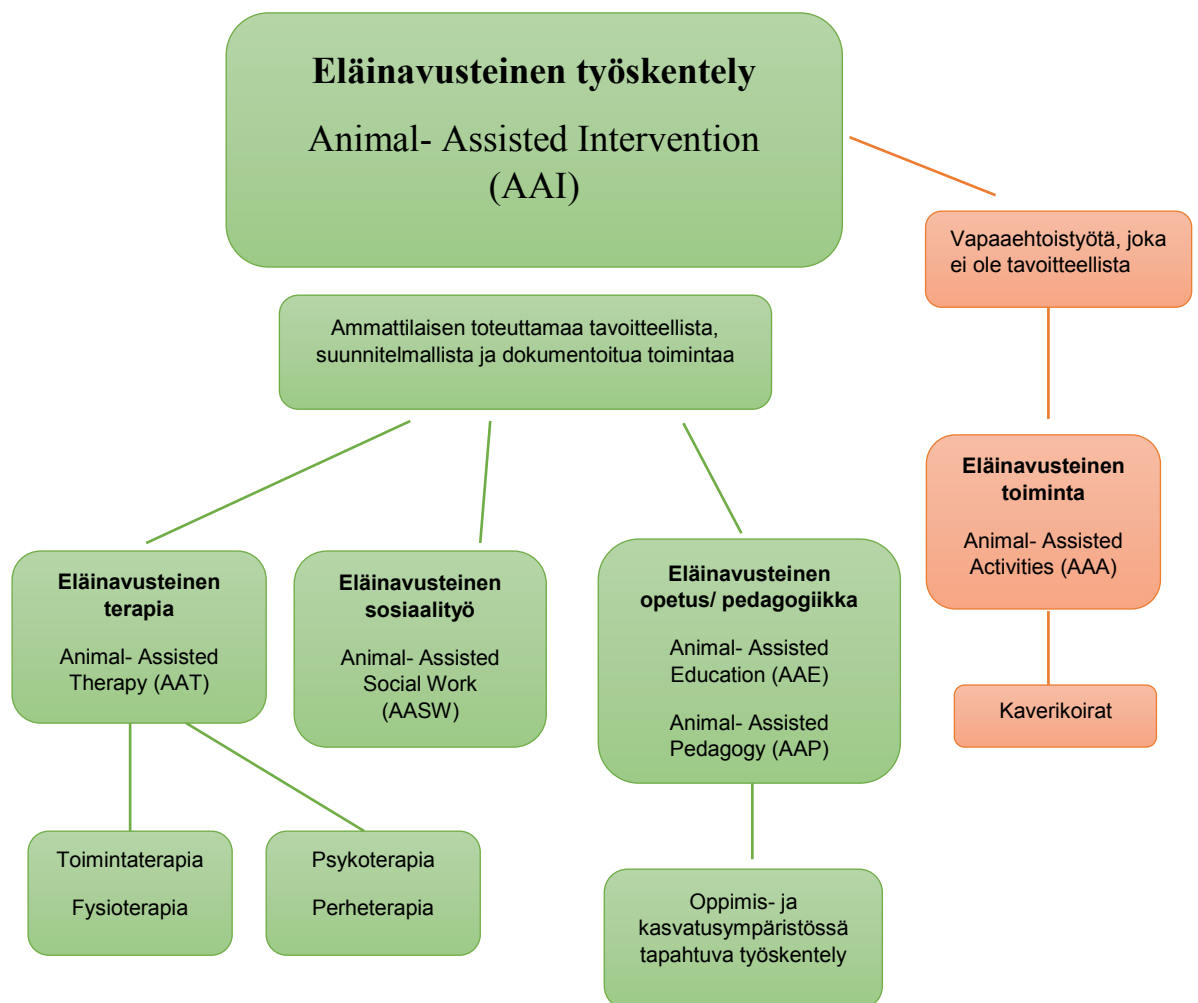 Eläinavusteinen työskentely
Animal- Assisted Intervention
(AAI)
Vapaaehtoistyötä, joka
ei ole tavoitteellista
Ammattilaisen toteuttamaa tavoitteellista,
suunnitelmallista ja dokumentoitua toimintaa
Eläinavusteinen
terapia
Animal- Assisted
Therapy (AAT)
Eläinavusteinen
sosiaalityö
Animal- Assisted
Social Work
(AASW)
Eläinavusteinen
opetus/ pedagogiikka
Animal- Assisted
Education (AAE)
Animal- Assisted
Pedagogy (AAP)
Eläinavusteinen
toiminta
Animal- Assisted
Activities (AAA)
Kaverikoirat
Toimintaterapia
Fysioterapia
Psykoterapia
Perheterapia
Oppimis- ja
kasvatusympäristössä
tapahtuva työskentely